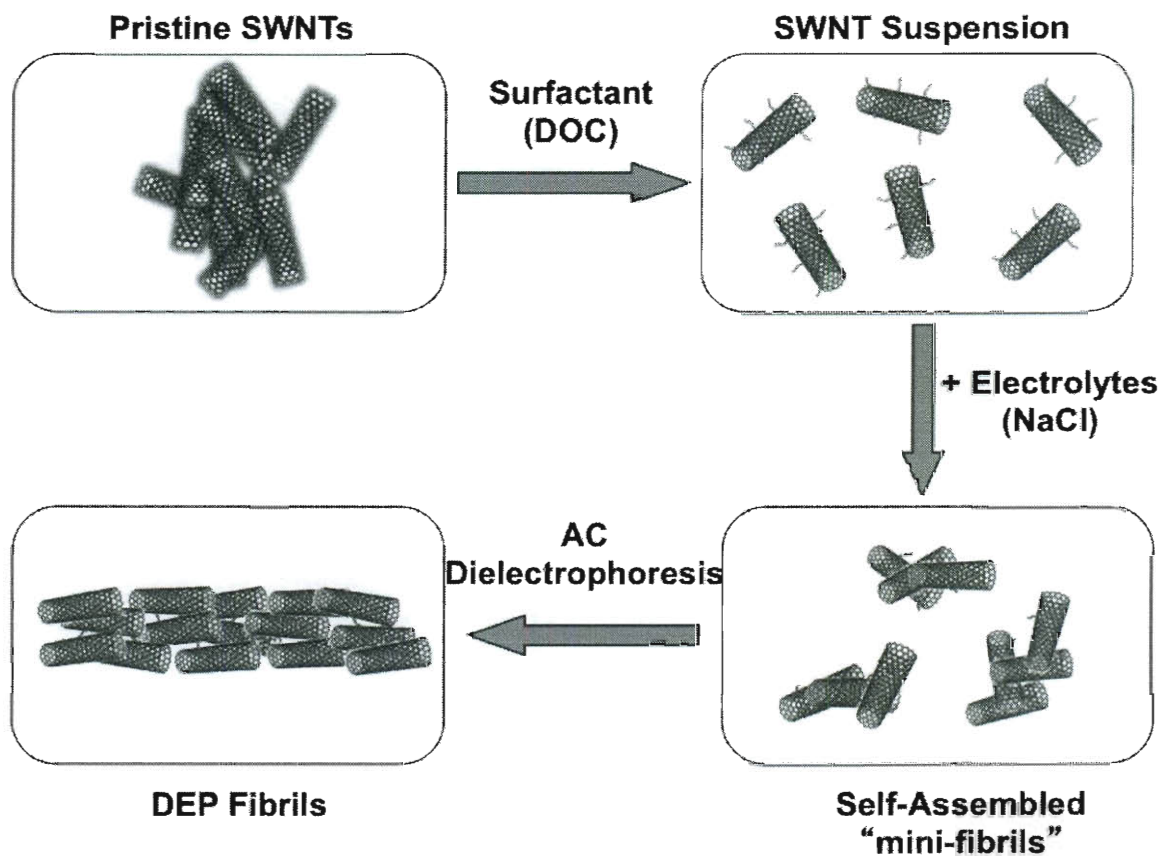 Pristine SWNTs
SWNT Suspension
Surfactant
(DOC)
+ Electrolytes
(NaCl)
AC
Dielectrophoresis
DEP Fibrils
Self-Assembled
“mini-fibrils”